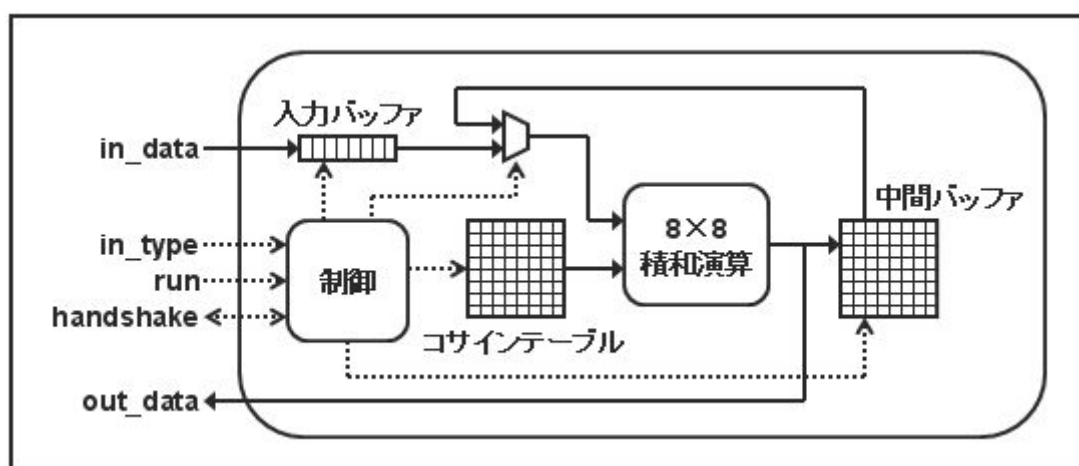 入力バッファ
in_data
中間バッファ
8×8
積和演算
in_type
run
制御
handshake
コサインテーブル
out_data